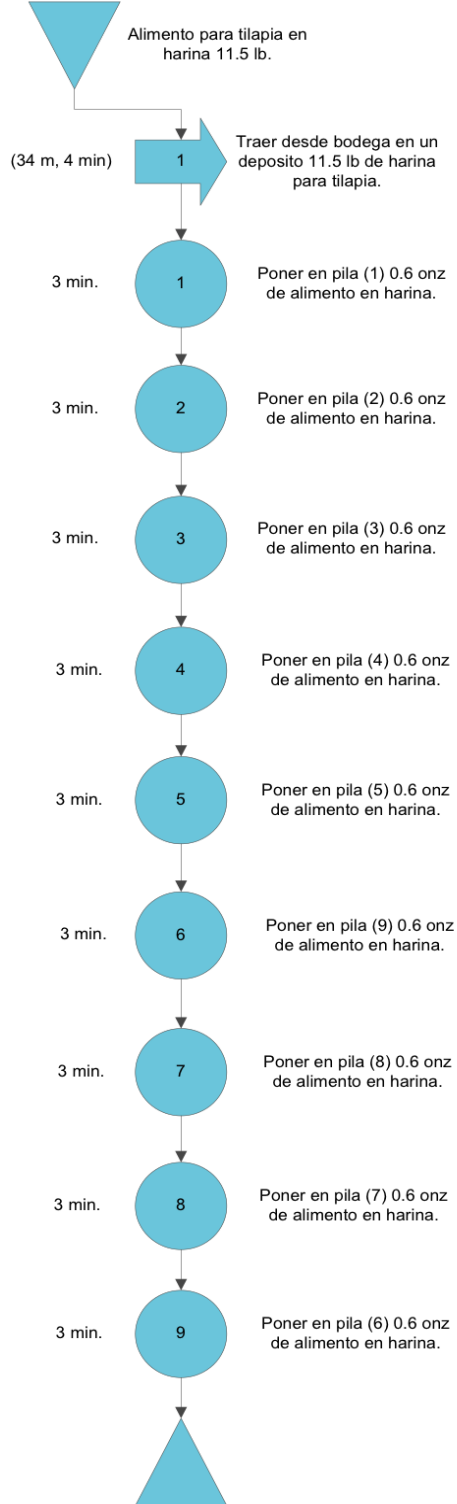 Alimento para tilapia en
harina 11.5 lb.
(34 m, 4 min)
1
Traer desde bodega en un
deposito 11.5 lb de harina
para tilapia.
3 min.
1
Poner en pila (1) 0.6 onz
de alimento en harina.
3 min.
2
Poner en pila (2) 0.6 onz
de alimento en harina.
3 min.
3
Poner en pila (3) 0.6 onz
de alimento en harina.
3 min.
4
Poner en pila (4) 0.6 onz
de alimento en harina.
3 min.
5
Poner en pila (5) 0.6 onz
de alimento en harina.
3 min.
6
Poner en pila (9) 0.6 onz
de alimento en harina.
3 min.
7
Poner en pila (8) 0.6 onz
de alimento en harina.
3 min.
8
Poner en pila (7) 0.6 onz
de alimento en harina.
3 min.
9
Poner en pila (6) 0.6 onz
de alimento en harina.